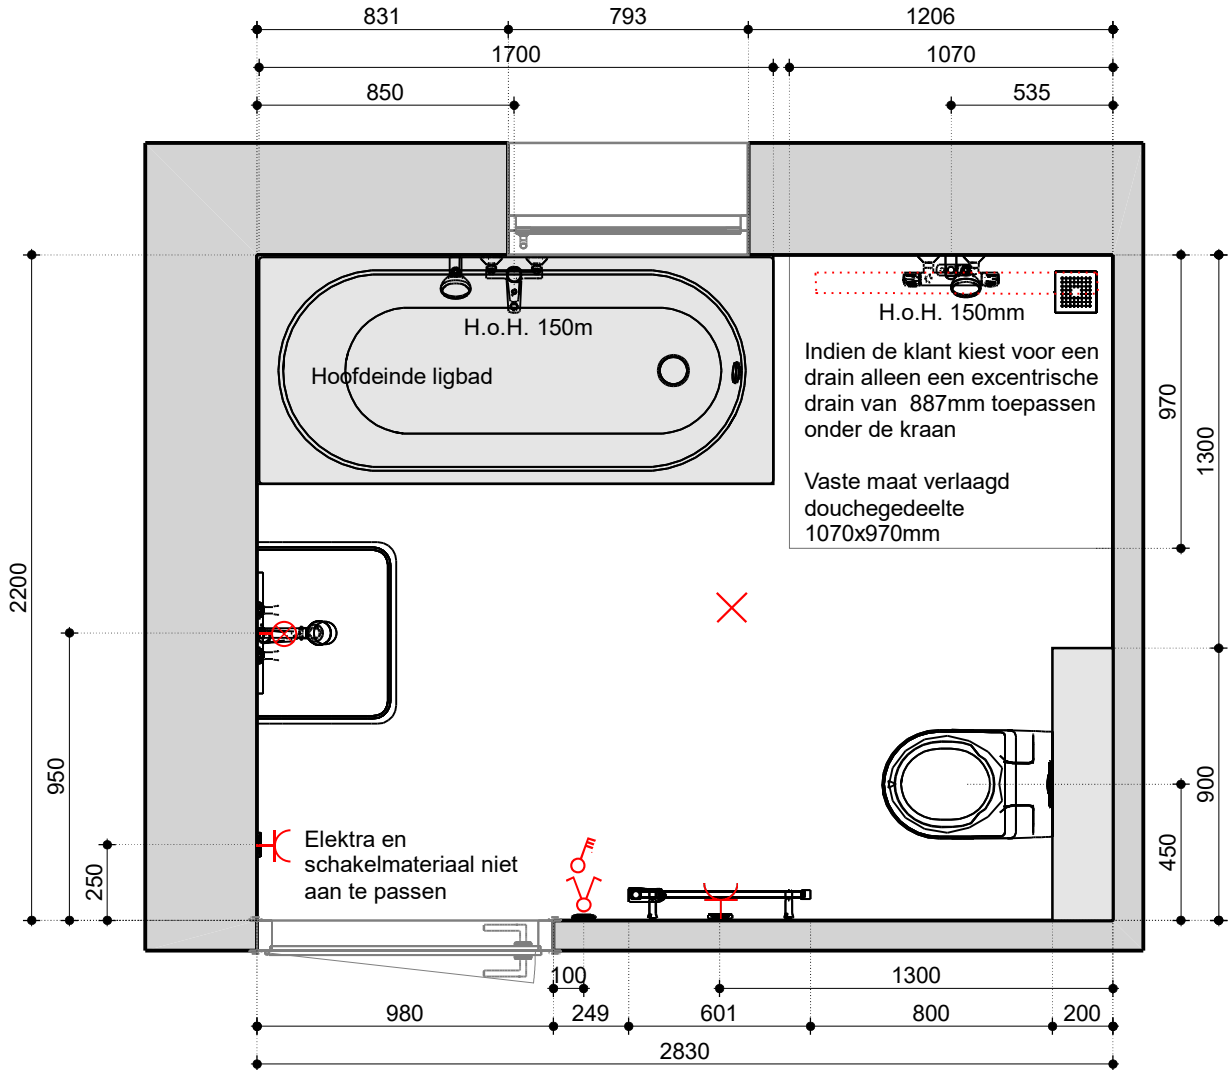 831
793
1206
1700
1070
850
535
H.o.H. 150m
H.o.H. 150mm
Hoofdeinde ligbad
Indien de klant kiest voor een
drain alleen een excentrische
drain van  887mm toepassen
onder de kraan
Vaste maat verlaagd
douchegedeelte
1070x970mm
970
1300
2200
950
250
900
450
Elektra en
schakelmateriaal niet
aan te passen
100
1300
980
249
601
800
200
2830